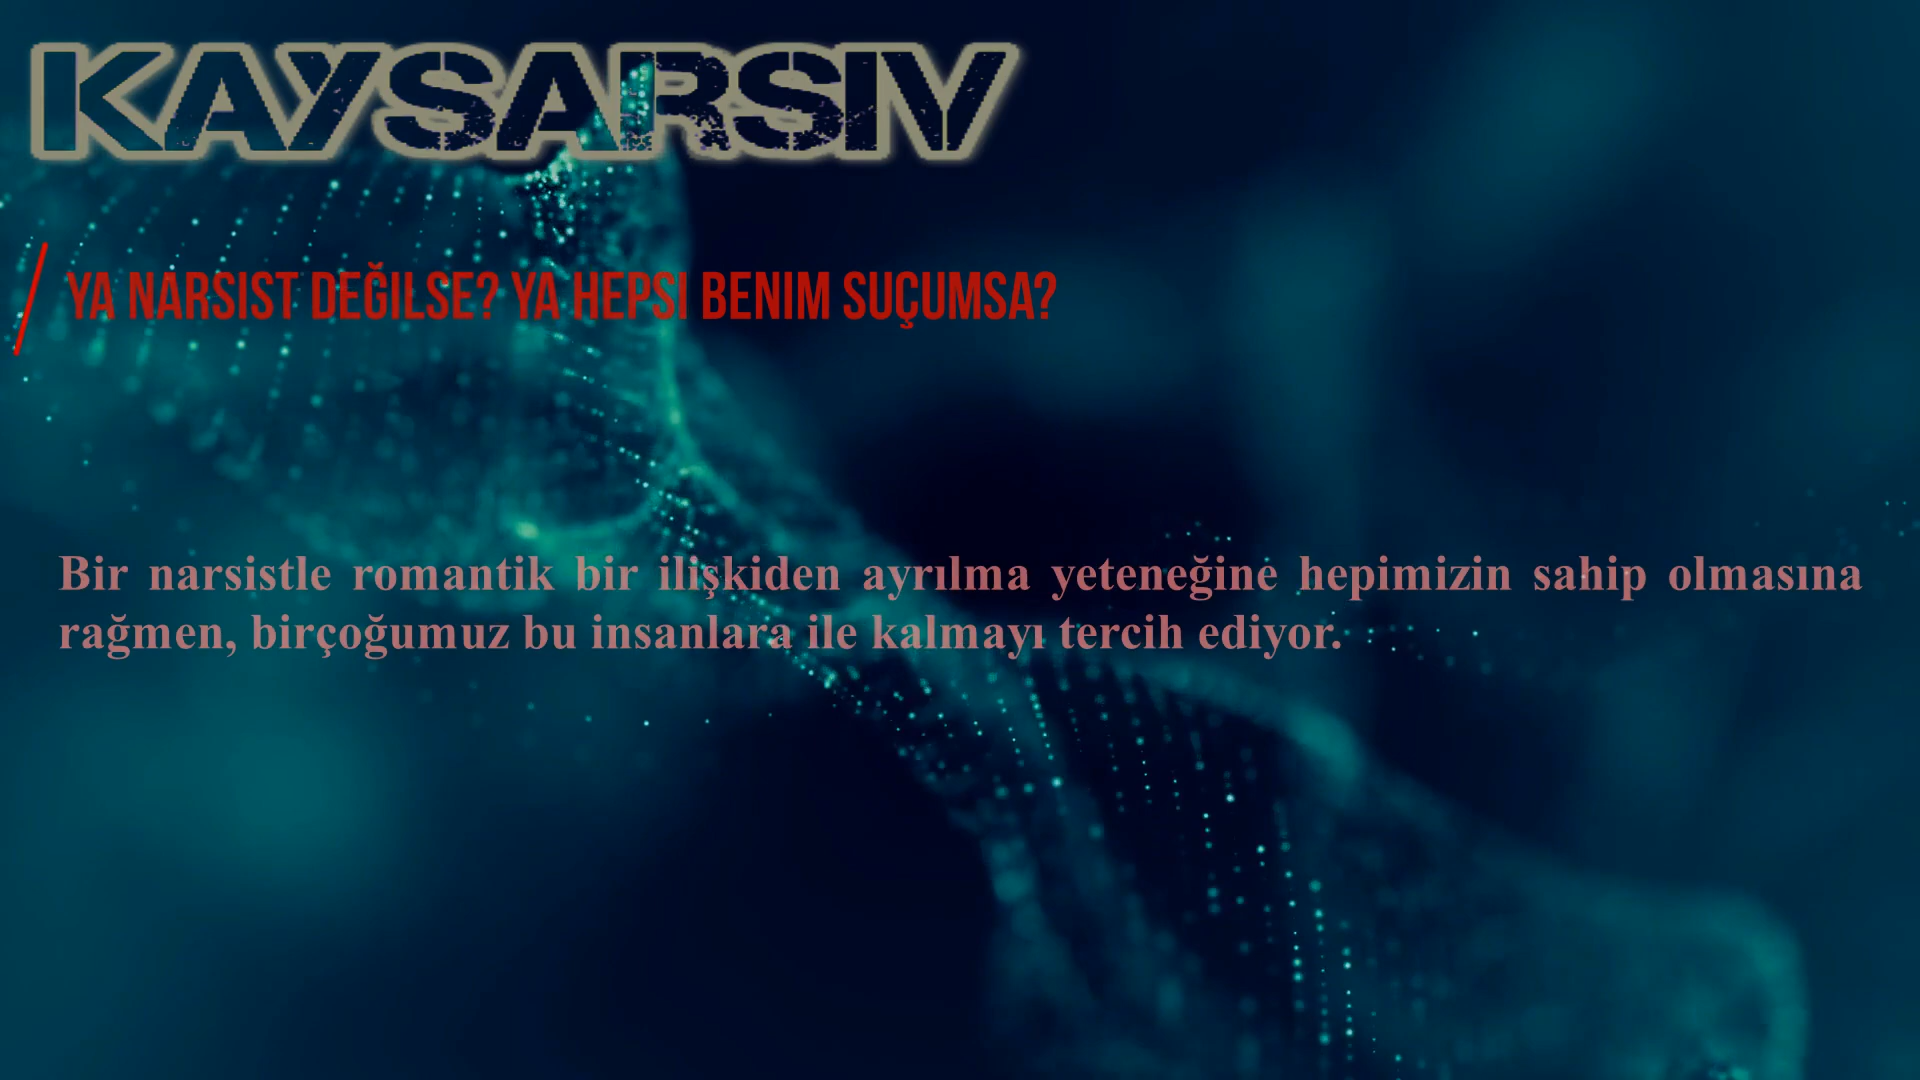 KAYSARSIV
YA NARSIST DEĞILSE? YA HEPSI BENIM SUÇUMSA?
Bir narsistle romantik bir ilişkiden ayrılma yeteneğine hepimizin sahip olmasına
rağmen, birçoğumuz bu insanlara ile kalmayı tercih ediyor.